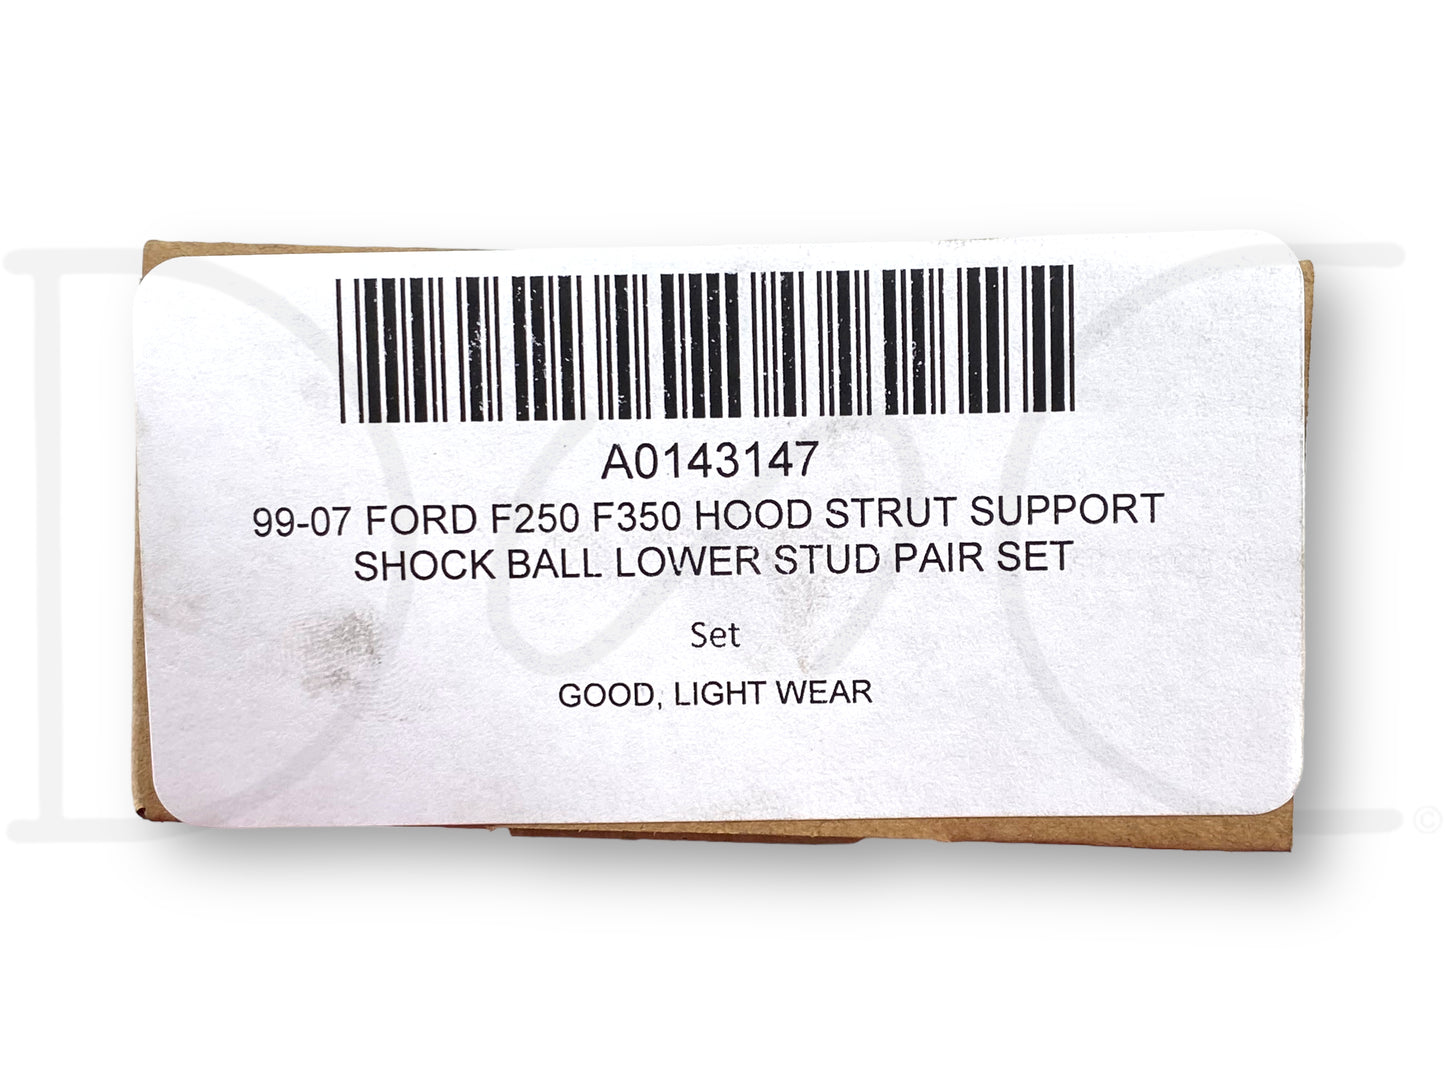 A0143147
99-07 FORD F250 F350 HOOD STRUT SUPPORT
SHOCK BALL LOWER STUD PAIR SET
Set
GOOD, LIGHT WEAR
©